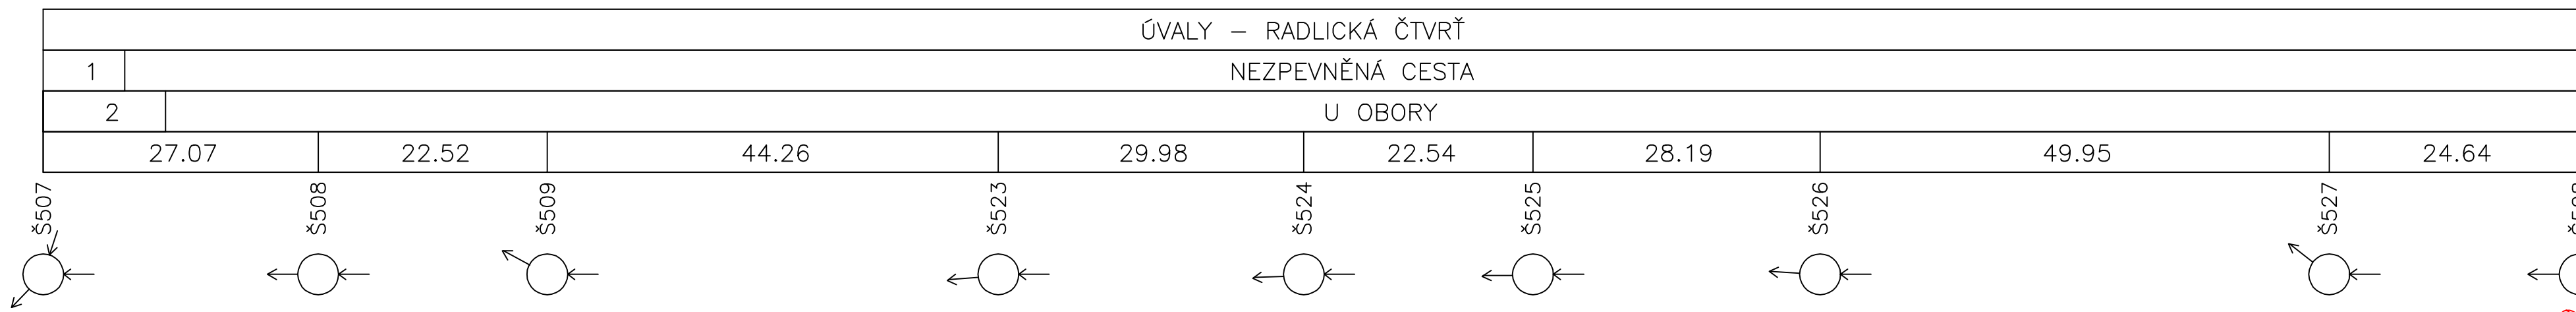 ÚVALY – RADLICKÁ ČTVRŤ
1 NEZPEVNĚNÁ CESTA
2 U OBORY
27.07 22.52 44.26 29.98 22.54 28.19 49.95 24.64
Š507 Š508 Š509 Š523 Š524 Š525 Š526 Š527